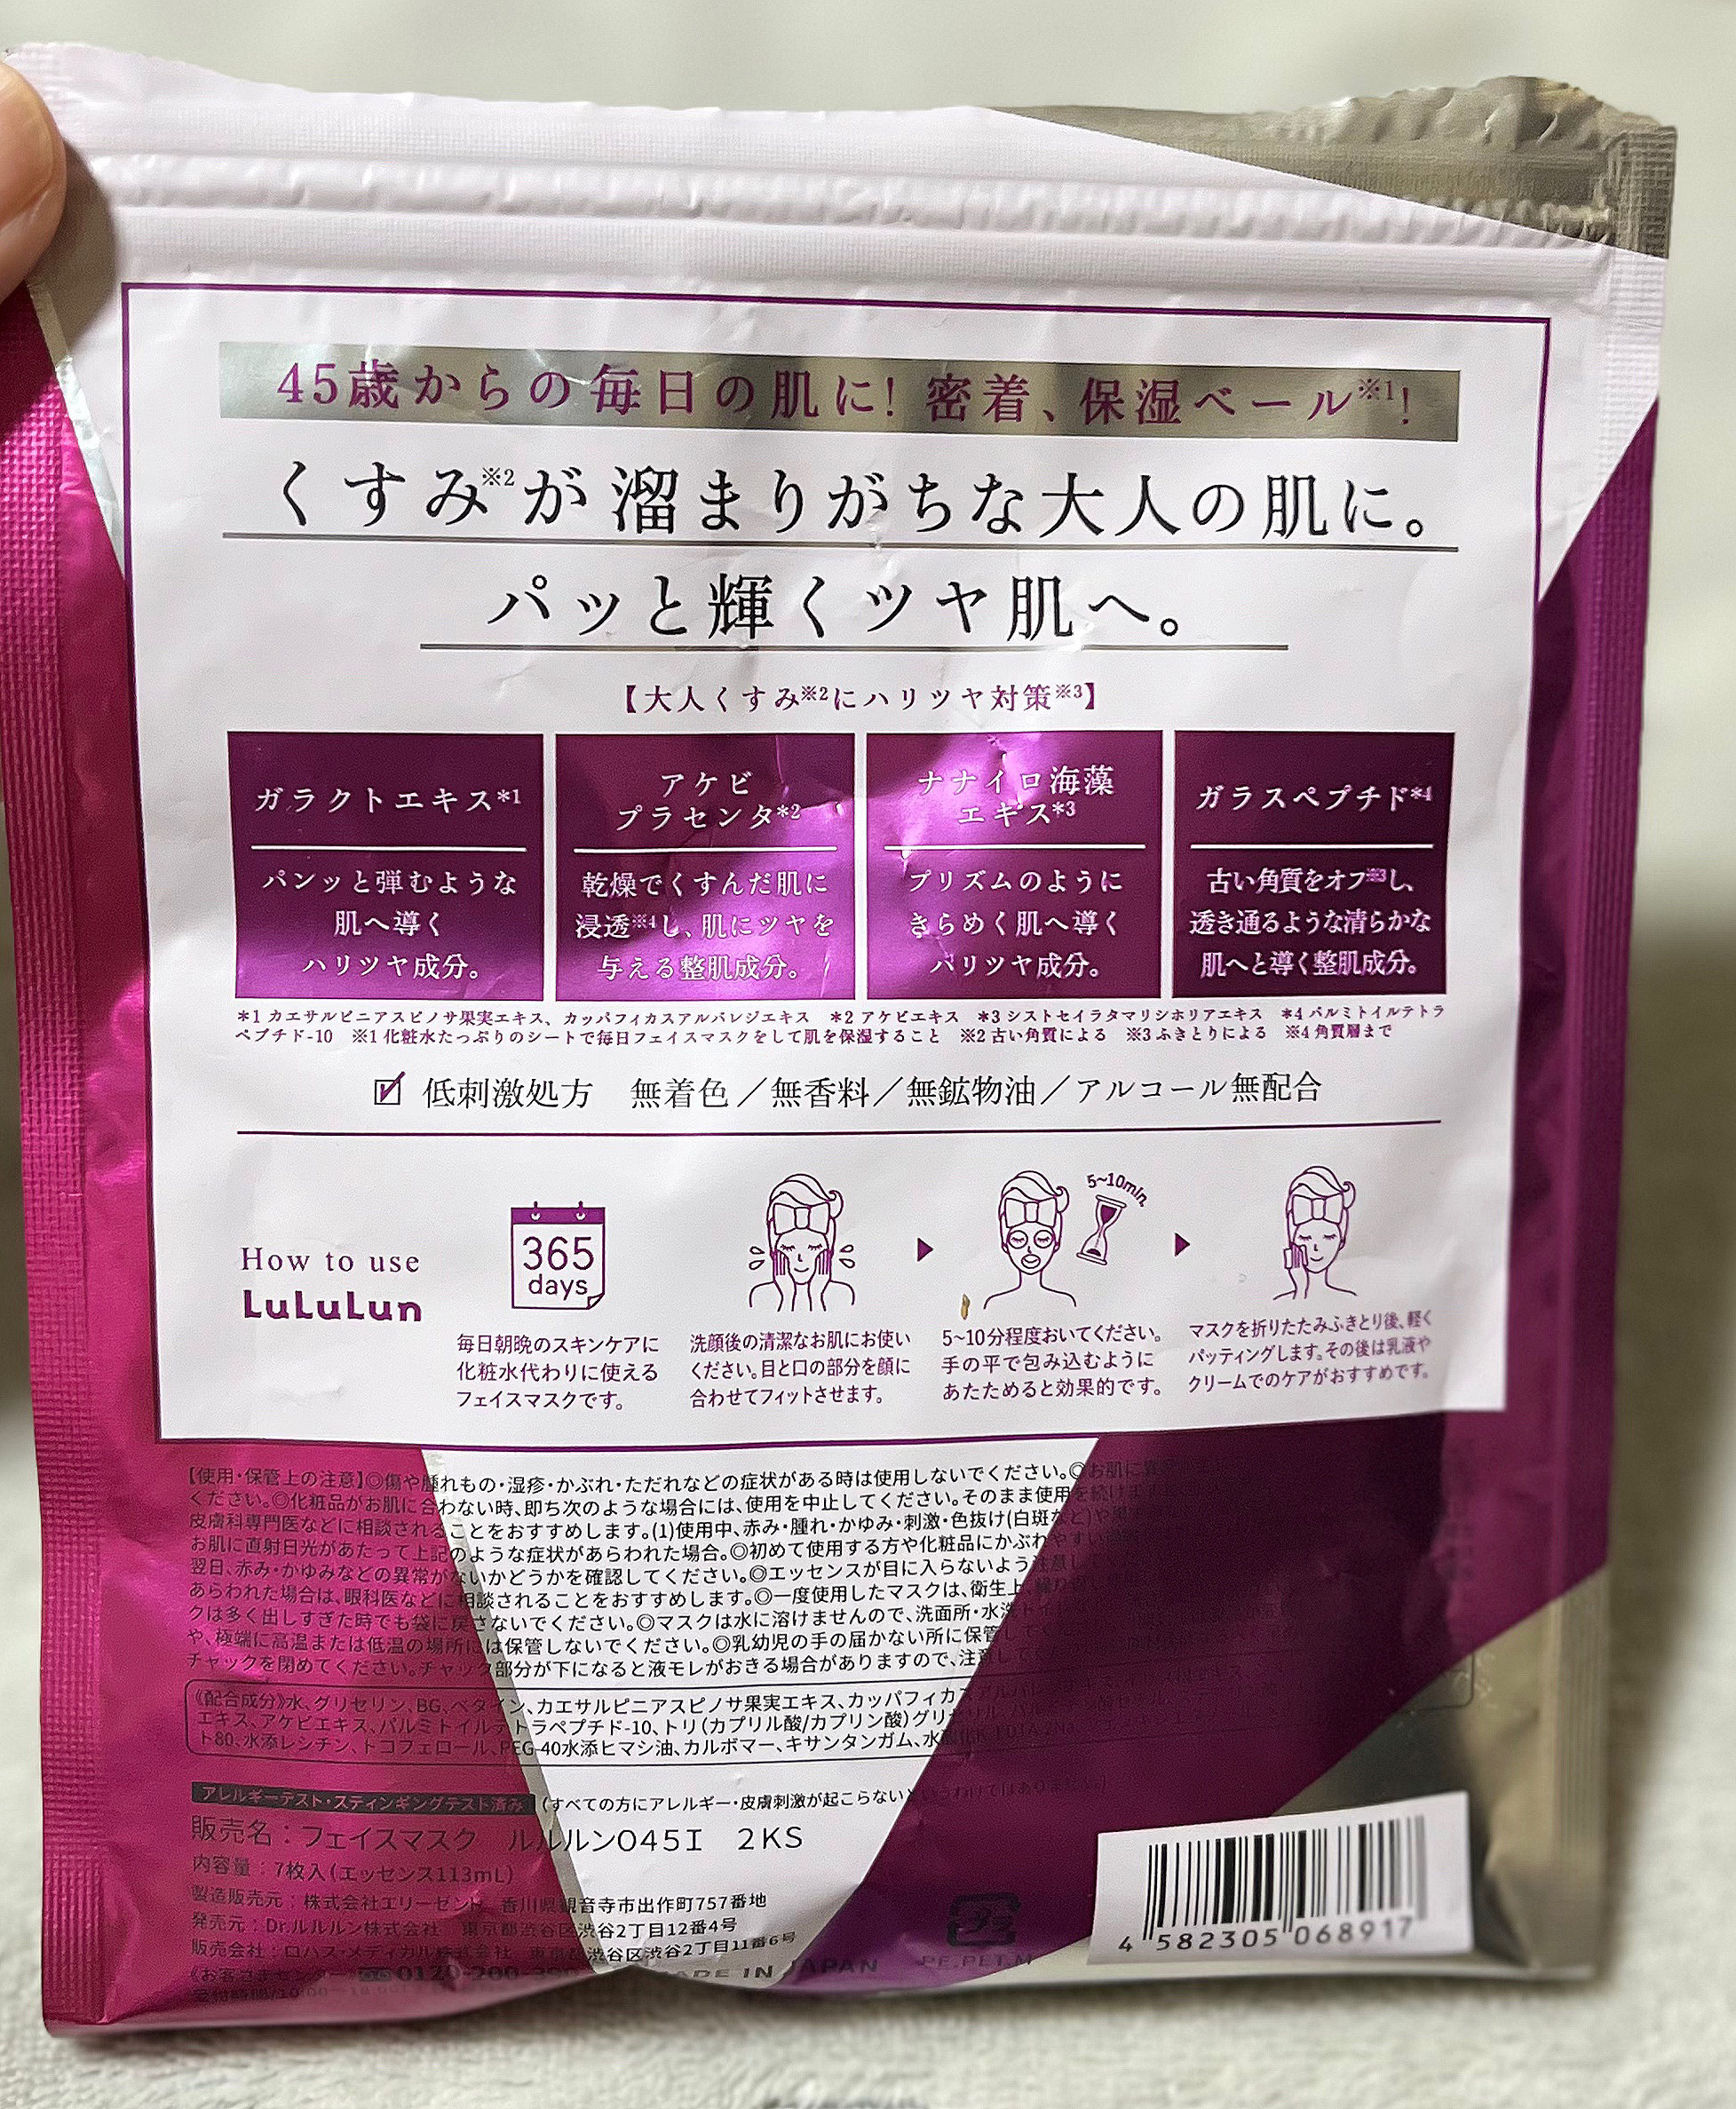 45歳からの毎日の肌に! 密着、保湿ベール※1!
くすみ※2が溜まりがちな大人の肌に。
パッと輝くツヤ肌へ。
【大人くすみ※2にハリツヤ対策※3】
ガラクトエキス*1
パンッと弾むような
肌へ導く
ハリツヤ成分。
アケビ
プラセンタ*2
乾燥でくすんだ肌に
浸透※4し、肌にツヤを
与える整肌成分。
ナナイロ海藻
エキス*3
プリズムのように
きらめく肌へ導く
ハリツヤ成分。
ガラスペプチド*4
古い角質をオフ※3し、
透き通るような清らかな
肌へと導く整肌成分。
*1 カエサルピニアスピノサ果実エキス、カッパフィカスアルバレジエキス *2 アケビエキス *3 シストセイラタマリシホリアエキス *4 パルミトイルテトラ
ペプチド-10 ※1 化粧水たっぷりのシートで毎日フェイスマスクをして肌を保湿すること ※2 古い角質による ※3 ふきとりによる ※4 角質層まで
低刺激処方 無着色／無香料／無鉱物油／アルコール無配合
How to use
LuLuLun
365
days
毎日朝晩のスキンケアに
化粧水代わりに使える
フェイスマスクです。
洗顔後の清潔なお肌にお使い
ください。目と口の部分を顔に
合わせてフィットさせます。
5~10min.
5~10分程度おいてください。
手の平で包み込むように
あたためると効果的です。
マスクを折りたたみふきとり後、軽く
パッティングします。その後は乳液や
クリームでのケアがおすすめです。
【使用・保管上の注意】◎傷や腫れもの・湿疹・かぶれ・ただれなどの症状がある時は使用しないでください。◎お肌に
ください。◎化粧品がお肌に合わない時、即ち次のような場合には、使用を中止してください。そのまま使用を続け
皮膚科専門医などに相談されることをおすすめします。(1)使用中、赤み・腫れ・かゆみ・刺激・色抜け(白斑など)や
お肌に直射日光があたって上記のような症状があらわれた場合。◎初めて使用する方や化粧品にかぶれやすい
翌日、赤み・かゆみなどの異常がないかどうかを確認してください。◎エッセンスが目に入らないよう注意し
あらわれた場合は、眼科医などに相談されることをおすすめします。◎一度使用したマスクは、衛生上、
クは多く出しすぎた時でも袋に戻さないでください。◎マスクは水に溶けませんので、洗面所・水洗トイ
や、極端に高温または低温の場所には保管しないでください。◎乳幼児の手の届かない所に保管して
チャックを閉めてください。チャック部分が下になると液モレがおきる場合がありますので、注意して
《配合成分》水、グリセリン、BG、ベタイン、カエサルピニアスピノサ果実エキス、カッパフィカスアルバレ
エキス、アケビエキス、パルミトイルテトラペプチド-10、トリ(カプリル酸/カプリン酸)グリセリル
ト80、水添レシチン、トコフェロール、PEG-40水添ヒマシ油、カルボマー、キサンタンガム、水酸化K、EDTA
アレルギーテスト・スティンギングテスト済み (すべての方にアレルギー・皮膚刺激が起こらないというわけではありません)
販売名：フェイスマスク ルルルンO45I 2KS
内容量：7枚入(エッセンス113mL)
製造販売元：株式会社エリーゼンド 香川県観音寺市出作町757番地
発売元：Dr.ルルルン株式会社 東京都渋谷区渋谷2丁目12番4号
販売会社：ロハス・メディカル株式会社 東京都渋谷区渋谷2丁目11番6号
《お客さまセンター 0120-200-390
受付時間/10:00
MADE IN JAPAN
プラ
PE.PET.M
4 582305 068917